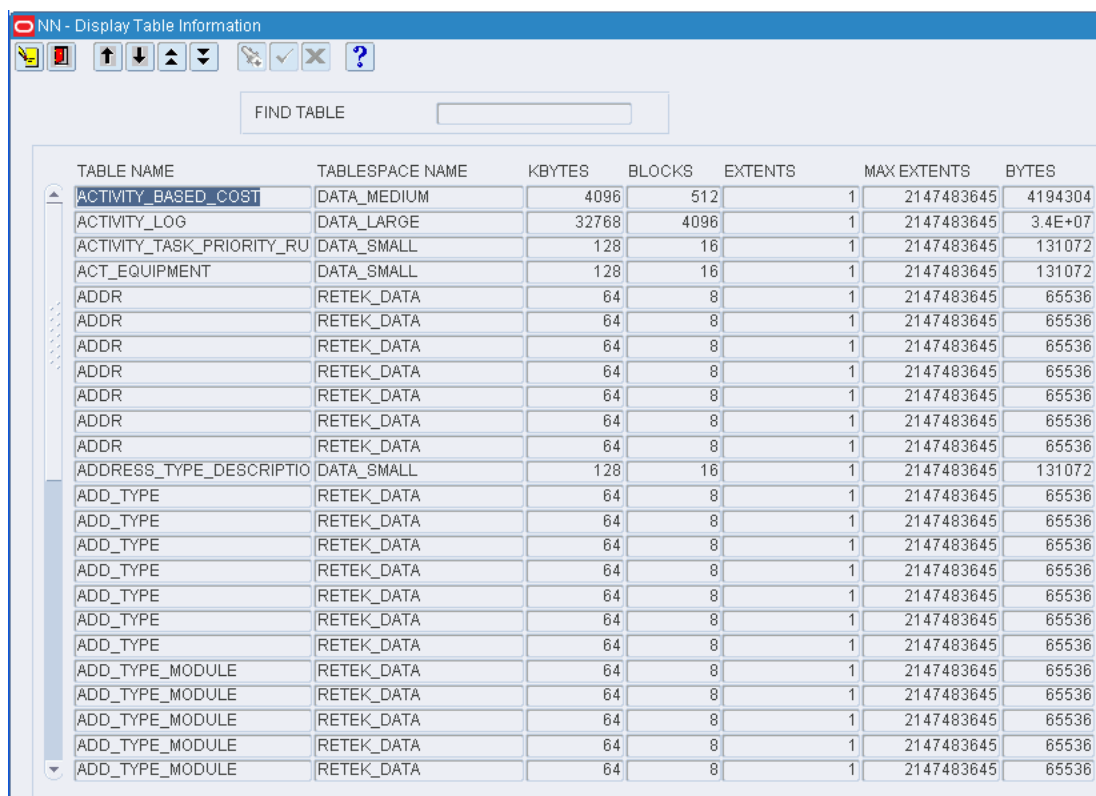 NN - Display Table Information
FIND TABLE
TABLE NAME TABLESPACE NAME KBYTES BLOCKS EXTENTS MAX EXTENTS BYTES
ACTIVITY_BASED_COST DATA_MEDIUM 4096 512 1 2147483645 4194304
ACTIVITY_LOG DATA_LARGE 32768 4096 1 2147483645 3.4E+07
ACTIVITY_TASK_PRIORITY_RU DATA_SMALL 128 16 1 2147483645 131072
ACT_EQUIPMENT DATA_SMALL 128 16 1 2147483645 131072
ADDR RETEK_DATA 64 8 1 2147483645 65536
ADDR RETEK_DATA 64 8 1 2147483645 65536
ADDR RETEK_DATA 64 8 1 2147483645 65536
ADDR RETEK_DATA 64 8 1 2147483645 65536
ADDR RETEK_DATA 64 8 1 2147483645 65536
ADDR RETEK_DATA 64 8 1 2147483645 65536
ADDR RETEK_DATA 64 8 1 2147483645 65536
ADDRESS_TYPE_DESCRIPTIO DATA_SMALL 128 16 1 2147483645 131072
ADD_TYPE RETEK_DATA 64 8 1 2147483645 65536
ADD_TYPE RETEK_DATA 64 8 1 2147483645 65536
ADD_TYPE RETEK_DATA 64 8 1 2147483645 65536
ADD_TYPE RETEK_DATA 64 8 1 2147483645 65536
ADD_TYPE RETEK_DATA 64 8 1 2147483645 65536
ADD_TYPE RETEK_DATA 64 8 1 2147483645 65536
ADD_TYPE RETEK_DATA 64 8 1 2147483645 65536
ADD_TYPE_MODULE RETEK_DATA 64 8 1 2147483645 65536
ADD_TYPE_MODULE RETEK_DATA 64 8 1 2147483645 65536
ADD_TYPE_MODULE RETEK_DATA 64 8 1 2147483645 65536
ADD_TYPE_MODULE RETEK_DATA 64 8 1 2147483645 65536
ADD_TYPE_MODULE RETEK_DATA 64 8 1 2147483645 65536